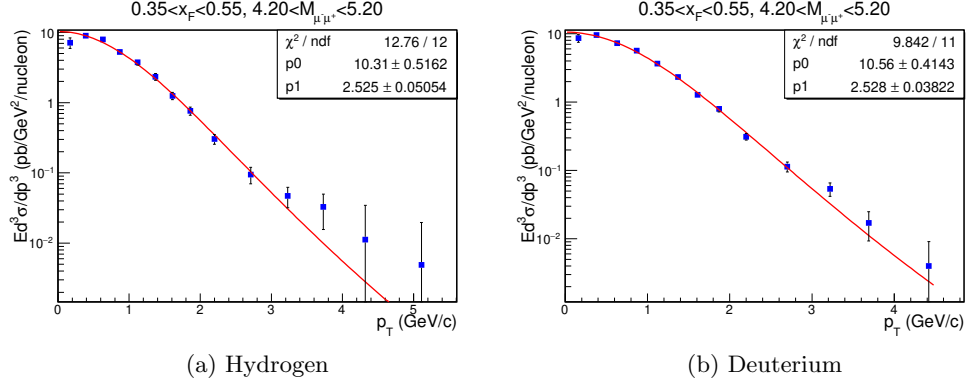 0.35<x_F<0.55, 4.20<M_μ⁻μ⁺<5.20
χ² / ndf 12.76 / 12
p0 10.31 ± 0.5162
p1 2.525 ± 0.05054
Ed³σ/dp³ (pb/GeV²/nucleon)
10
1
10⁻¹
10⁻²
0 1 2 3 4 5
p_T (GeV/c)
(a) Hydrogen
0.35<x_F<0.55, 4.20<M_μ⁻μ⁺<5.20
χ² / ndf 9.842 / 11
p0 10.56 ± 0.4143
p1 2.528 ± 0.03822
Ed³σ/dp³ (pb/GeV²/nucleon)
10
1
10⁻¹
10⁻²
0 1 2 3 4
p_T (GeV/c)
(b) Deuterium